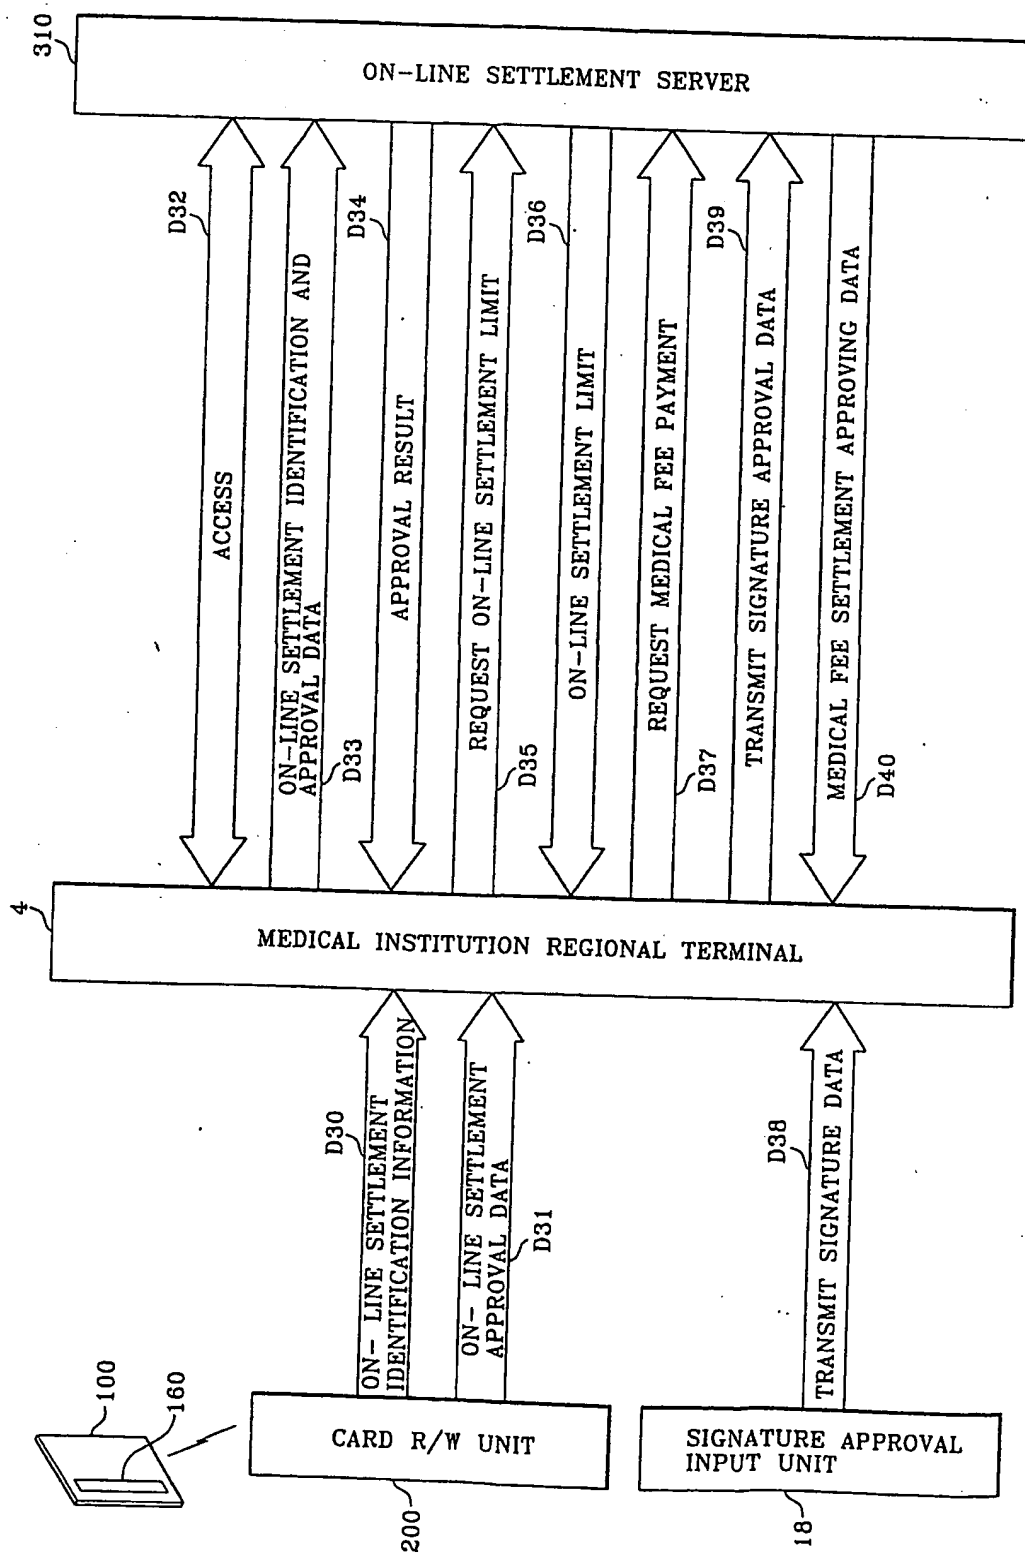 100
160
CARD R/W UNIT
200
SIGNATURE APPROVAL
INPUT UNIT
18
ON- LINE SETTLEMENT
IDENTIFICATION INFORMATION
D30
ON- LINE SETTLEMENT
APPROVAL DATA
D31
TRANSMIT SIGNATURE DATA
D38
4
MEDICAL INSTITUTION REGIONAL TERMINAL
ACCESS
D32
ON-LINE SETTLEMENT IDENTIFICATION AND
APPROVAL DATA
D33
APPROVAL RESULT
D34
REQUEST ON-LINE SETTLEMENT LIMIT
D35
ON-LINE SETTLEMENT LIMIT
D36
REQUEST MEDICAL FEE PAYMENT
D37
TRANSMIT SIGNATURE APPROVAL DATA
D39
MEDICAL FEE SETTLEMENT APPROVING DATA
D40
310
ON-LINE SETTLEMENT SERVER